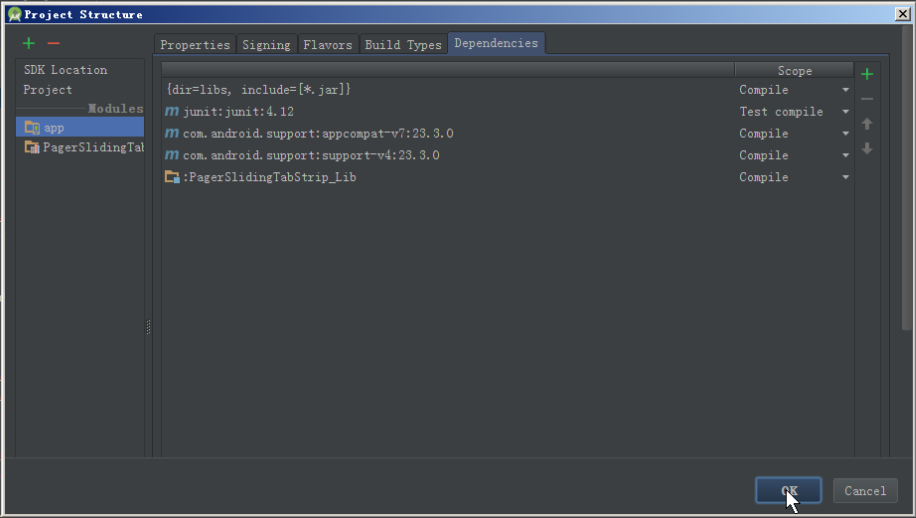 Project Structure
Properties Signing Flavors Build Types Dependencies
SDK Location
Project
Modules
app
PagerSlidingTab
Scope
{dir=libs, include=[*.jar]} Compile
m junit:junit:4.12 Test compile
m com.android.support:appcompat-v7:23.3.0 Compile
m com.android.support:support-v4:23.3.0 Compile
:PagerSlidingTabStrip_Lib Compile
OK Cancel